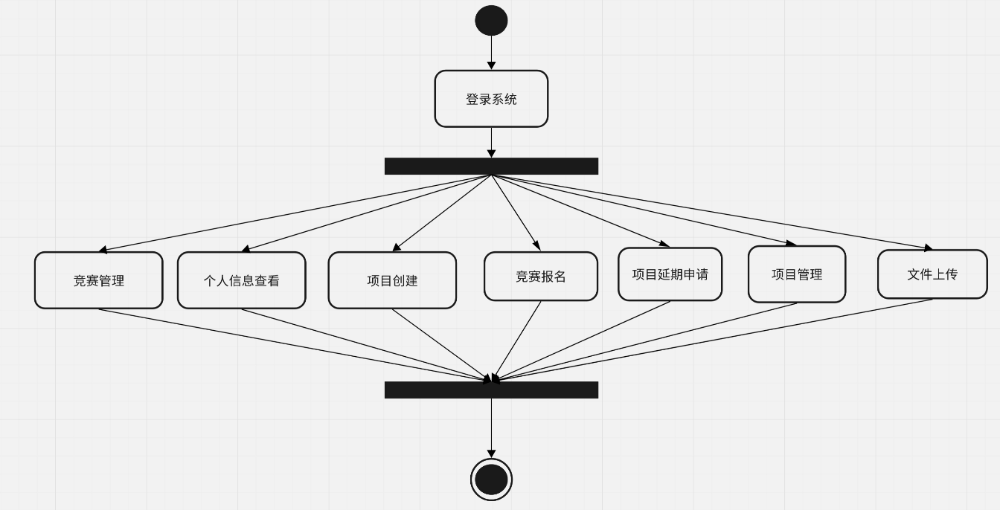 登录系统
竞赛管理
个人信息查看
项目创建
竞赛报名
项目延期申请
项目管理
文件上传